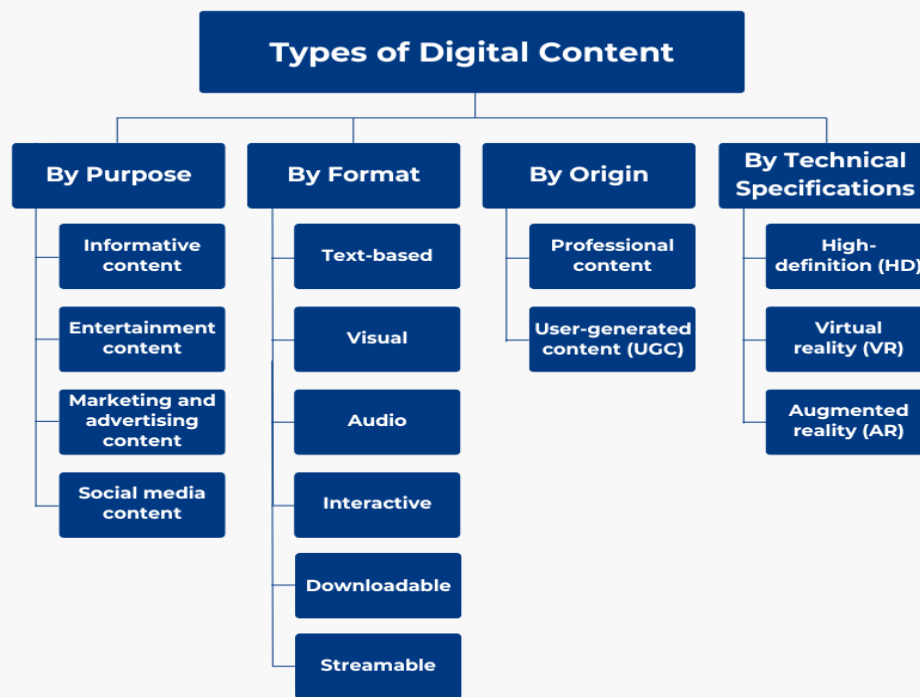 Types of Digital Content
By Purpose
Informative
content
Entertainment
content
Marketing and
advertising
content
Social media
content
By Format
Text-based
Visual
Audio
Interactive
Downloadable
Streamable
By Origin
Professional
content
User-generated
content (UGC)
By Technical
Specifications
High-
definition (HD)
Virtual
reality (VR)
Augmented
reality (AR)